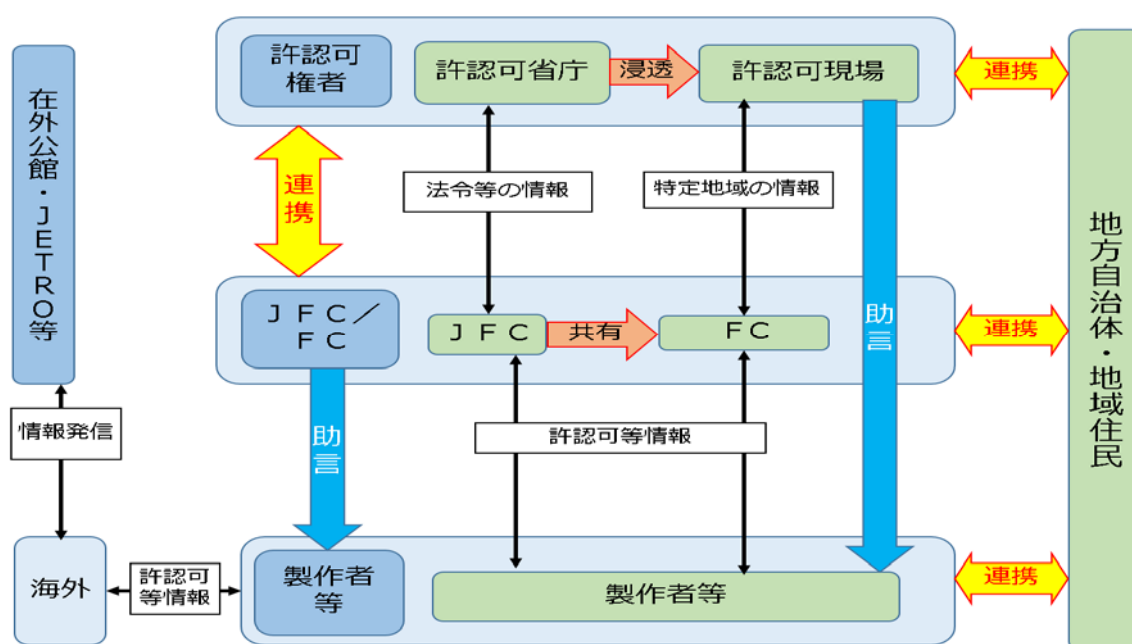 在外公館・ＪＥＴＲＯ等
許認可
権者
許認可省庁
浸透
許認可現場
連携
連携
法令等の情報
特定地域の情報
ＪＦＣ／
ＦＣ
ＪＦＣ
共有
ＦＣ
連携
助言
情報発信
助言
許認可等情報
海外
許認可
等情報
製作者
等
製作者等
連携
地方自治体・地域住民